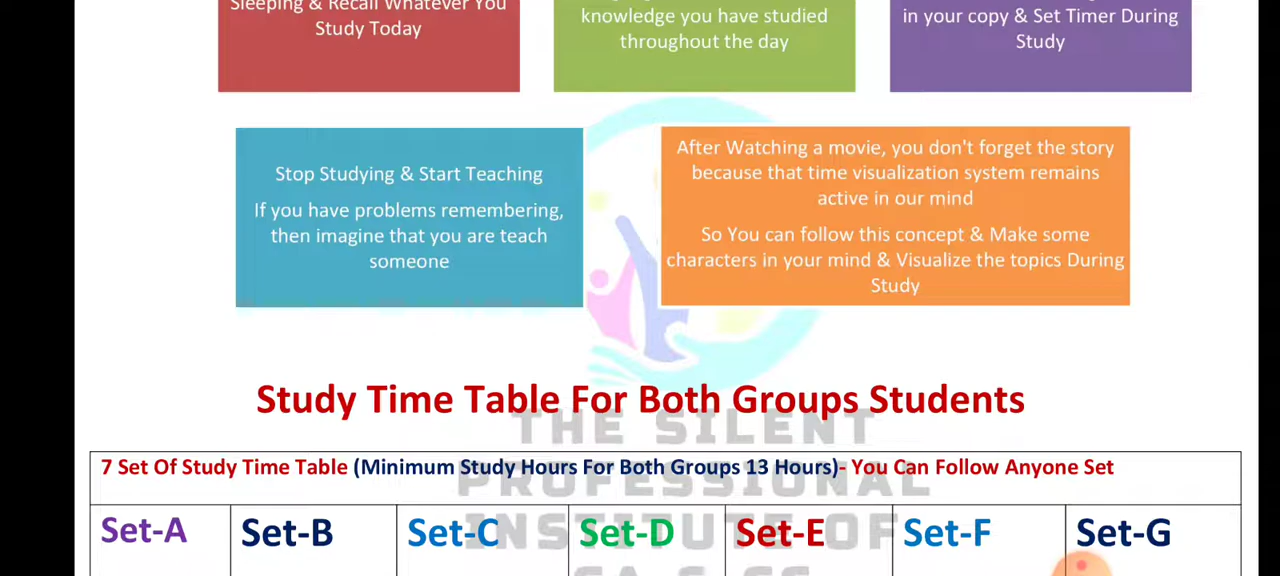 Sleeping & Recall Whatever You
Study Today
knowledge you have studied
throughout the day
in your copy & Set Timer During
Study
Stop Studying & Start Teaching
If you have problems remembering,
then imagine that you are teach
someone
After Watching a movie, you don't forget the story
because that time visualization system remains
active in our mind
So You can follow this concept & Make some
characters in your mind & Visualize the topics During
Study
Study Time Table For Both Groups Students
THE SILENT
PROFESSIONAL
INSTITUTE OF
7 Set Of Study Time Table (Minimum Study Hours For Both Groups 13 Hours)- You Can Follow Anyone Set
Set-A Set-B Set-C Set-D Set-E Set-F Set-G